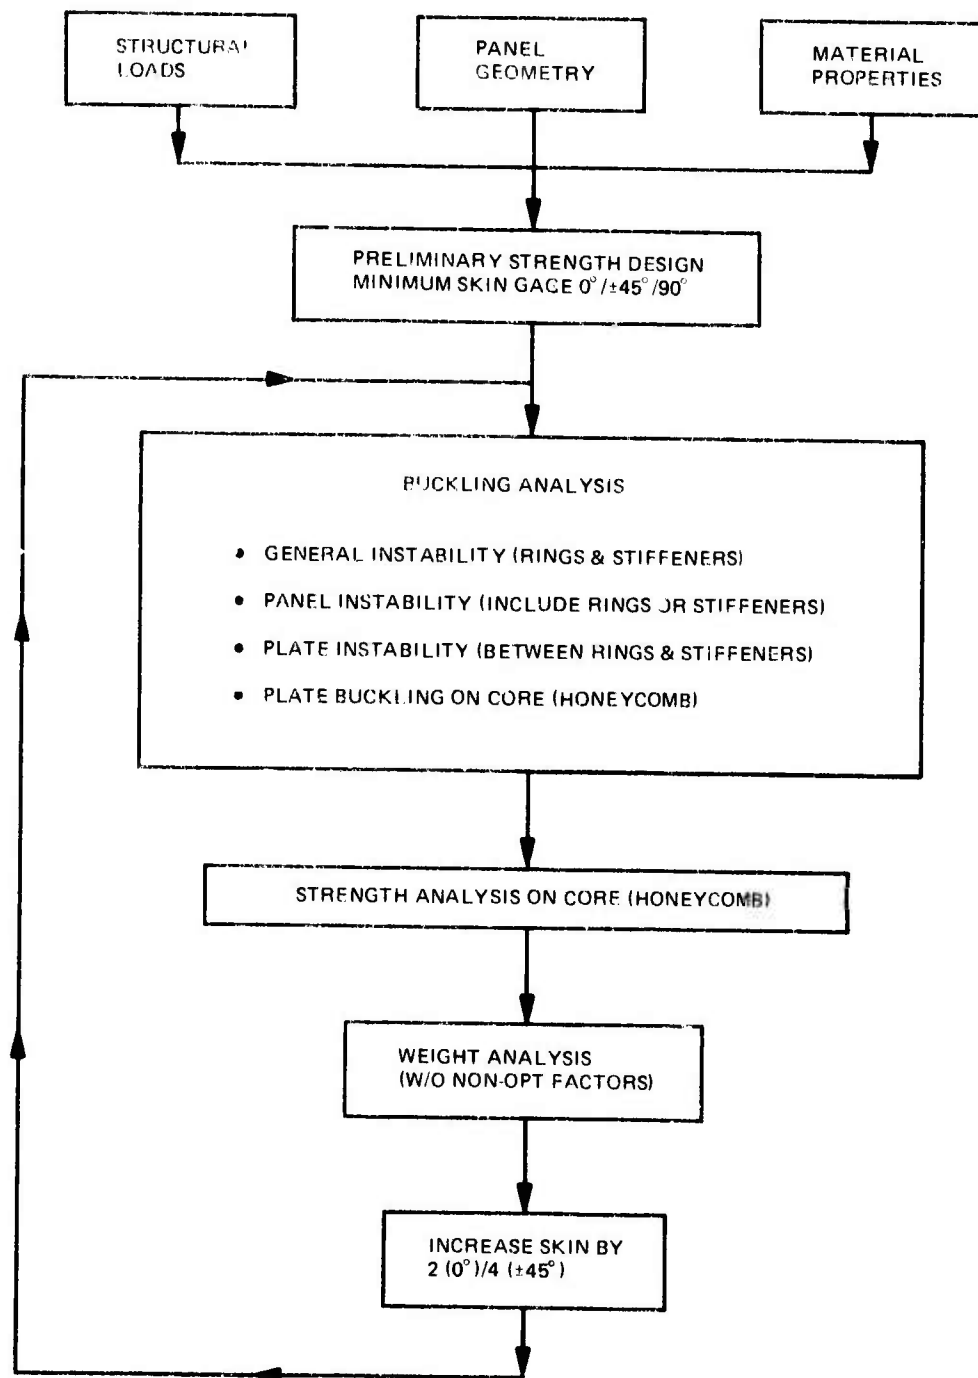 STRUCTURAL
LOADS
PANEL
GEOMETRY
MATERIAL
PROPERTIES
PRELIMINARY STRENGTH DESIGN
MINIMUM SKIN GAGE 0°/±45°/90°
BUCKLING ANALYSIS
• GENERAL INSTABILITY (RINGS & STIFFENERS)
• PANEL INSTABILITY (INCLUDE RINGS OR STIFFENERS)
• PLATE INSTABILITY (BETWEEN RINGS & STIFFENERS)
• PLATE BUCKLING ON CORE (HONEYCOMB)
STRENGTH ANALYSIS ON CORE (HONEYCOMB)
WEIGHT ANALYSIS
(W/O NON-OPT FACTORS)
INCREASE SKIN BY
2 (0°)/4 (±45°)